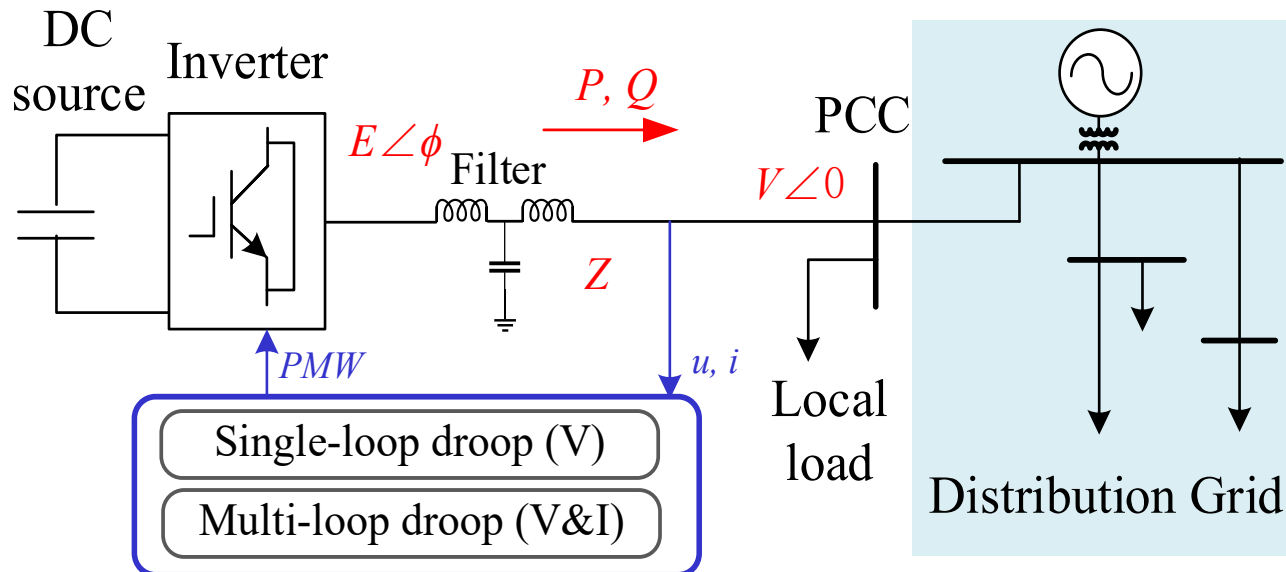 DC
source
Inverter
P, Q
PCC
E∠ϕ
Filter
V∠0
Z
PMW
u, i
Single-loop droop (V)
Multi-loop droop (V&I)
Local
load
Distribution Grid